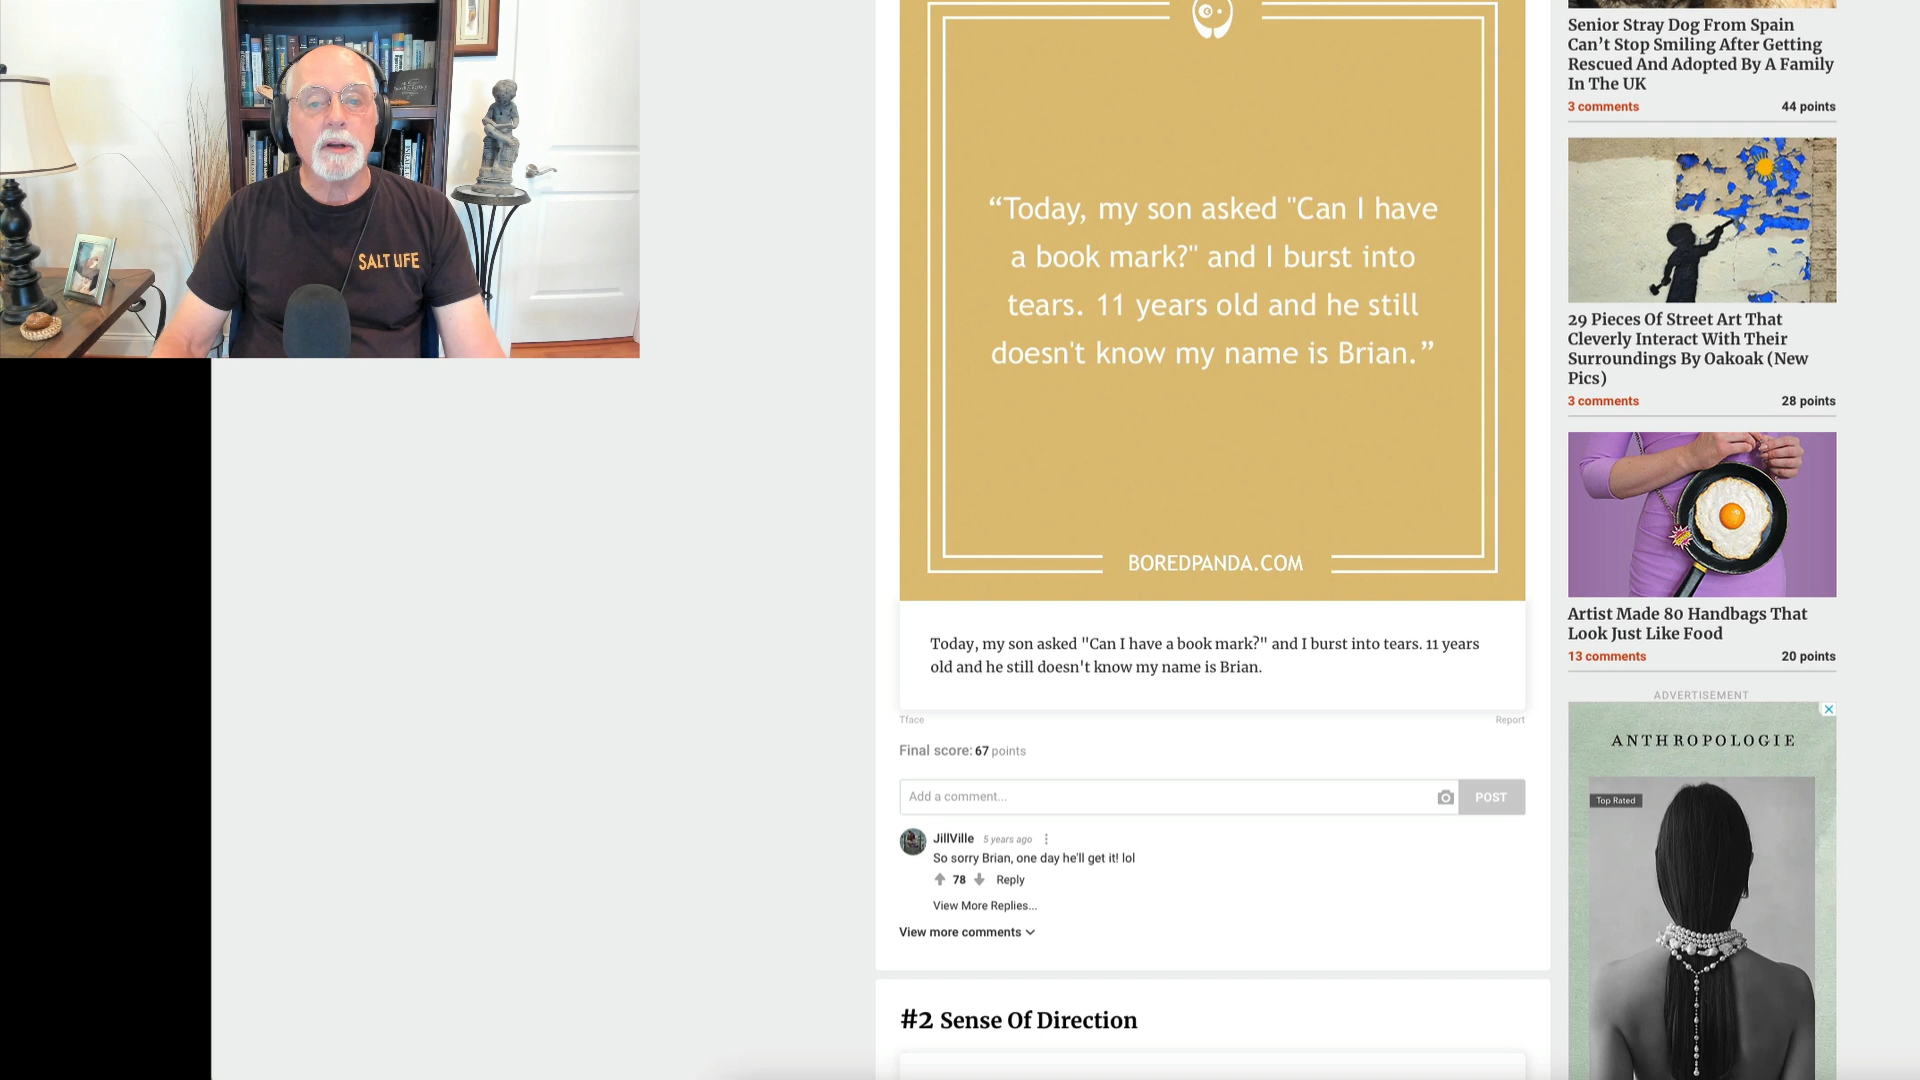 SALT LIFE
“Today, my son asked "Can I have
a book mark?" and I burst into
tears. 11 years old and he still
doesn't know my name is Brian.”
BOREDPANDA.COM
Today, my son asked "Can I have a book mark?" and I burst into tears. 11 years
old and he still doesn't know my name is Brian.
Tface
Report
Final score: 67 points
Add a comment...
POST
JillVille 5 years ago
So sorry Brian, one day he'll get it! lol
78 Reply
View More Replies...
View more comments
#2 Sense Of Direction
Senior Stray Dog From Spain
Can’t Stop Smiling After Getting
Rescued And Adopted By A Family
In The UK
3 comments 44 points
29 Pieces Of Street Art That
Cleverly Interact With Their
Surroundings By Oakoak (New
Pics)
3 comments 28 points
Artist Made 80 Handbags That
Look Just Like Food
13 comments 20 points
ADVERTISEMENT
ANTHROPOLOGIE
Top Rated